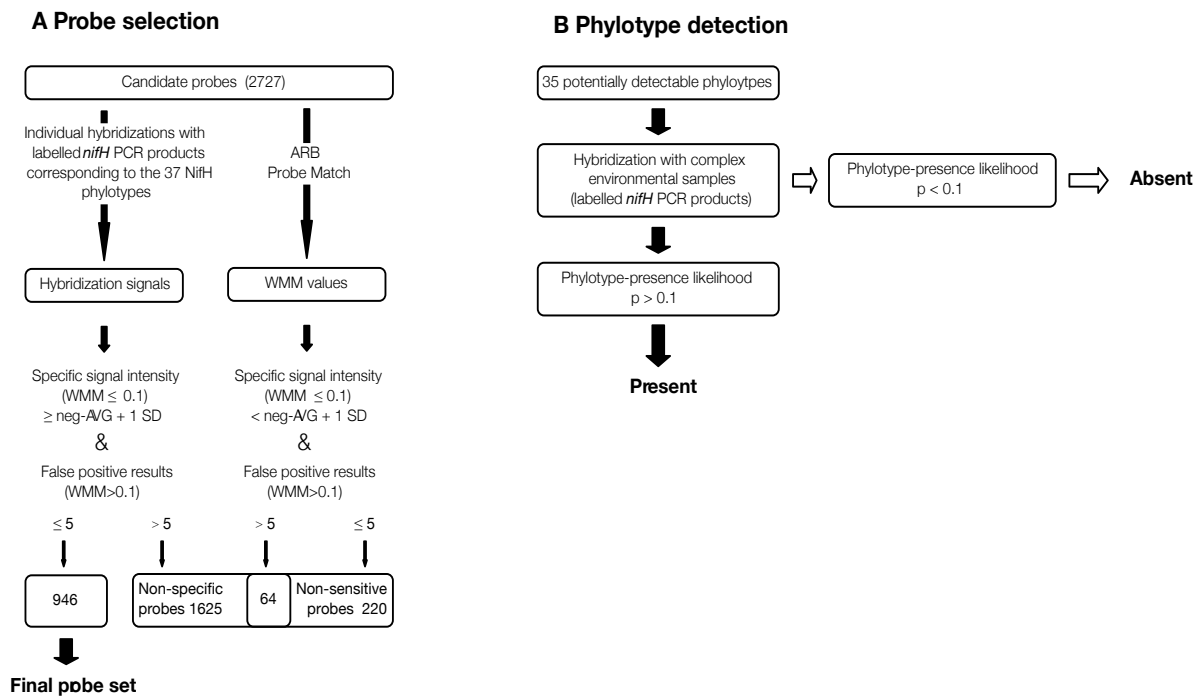 A Probe selection
Candidate probes (2727)
Individual hybridizations with
labelled nifH PCR products
corresponding to the 37 NifH
phylotypes
ARB
Probe Match
Hybridization signals
WMM values
Specific signal intensity
(WMM ≤ 0.1)
≥ neg-AVG + 1 SD
&
False positive results
(WMM>0.1)
Specific signal intensity
(WMM ≤0.1)
< neg-AVG + 1 SD
&
False positive results
(WMM>0.1)
≤ 5
> 5
> 5
≤ 5
946
Non-specific
probes 1625
64
Non-sensitive
probes 220
Final pobe set
B Phylotype detection
35 potentially detectable phyloytpes
Hybridization with complex
environmental samples
(labelled nifH PCR products)
Phylotype-presence likelihood
p < 0.1
Absent
Phylotype-presence likelihood
p > 0.1
Present